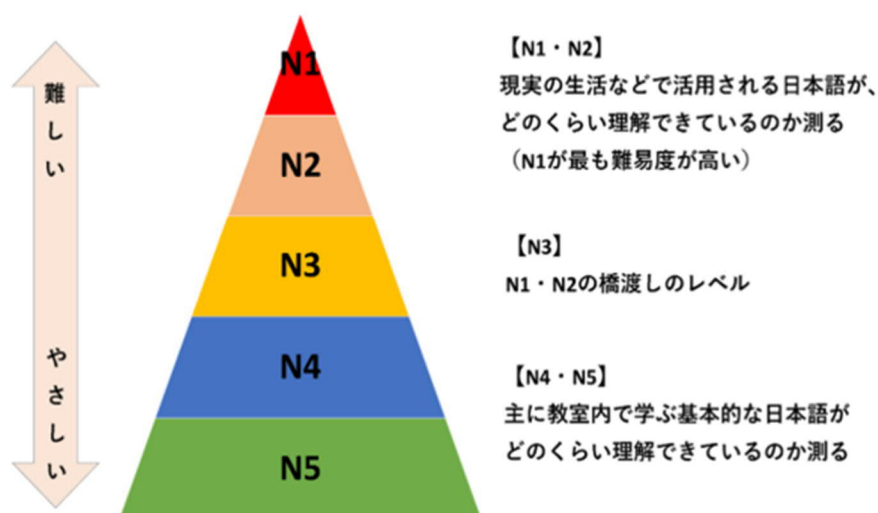 難しい
やさしい
N1
N2
N3
N4
N5
【N1・N2】
現実の生活などで活用される日本語が、
どのくらい理解できているのか測る
（N1が最も難易度が高い）
【N3】
N1・N2の橋渡しのレベル
【N4・N5】
主に教室内で学ぶ基本的な日本語が
どのくらい理解できているのか測る